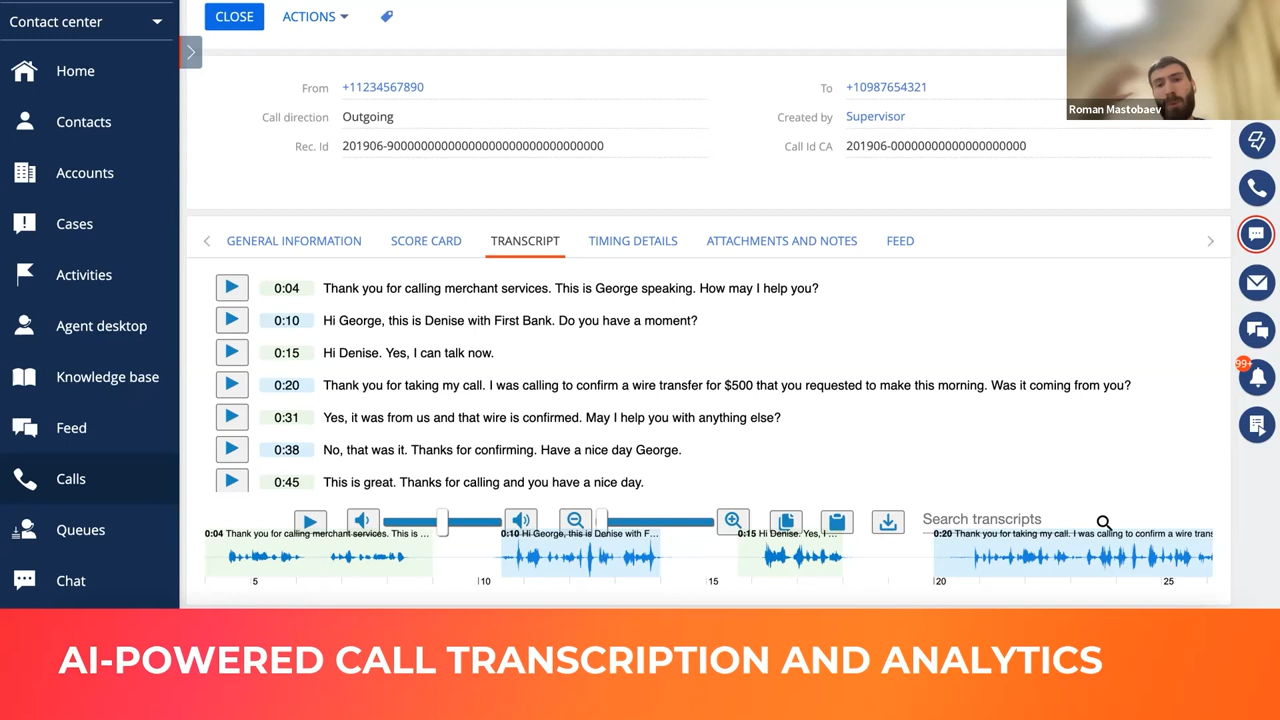 Contact center
CLOSE
ACTIONS
Home
Contacts
Accounts
Cases
Activities
Agent desktop
Knowledge base
Feed
Calls
Queues
Chat
Roman Mastobaev
From +11234567890 To +10987654321
Call direction Outgoing Created by Supervisor
Rec. Id 201906-90000000000000000000000000000 Call Id CA 201906-00000000000000000000
GENERAL INFORMATION SCORE CARD TRANSCRIPT TIMING DETAILS ATTACHMENTS AND NOTES FEED
0:04 Thank you for calling merchant services. This is George speaking. How may I help you?
0:10 Hi George, this is Denise with First Bank. Do you have a moment?
0:15 Hi Denise. Yes, I can talk now.
0:20 Thank you for taking my call. I was calling to confirm a wire transfer for $500 that you requested to make this morning. Was it coming from you?
0:31 Yes, it was from us and that wire is confirmed. May I help you with anything else?
0:38 No, that was it. Thanks for confirming. Have a nice day George.
0:45 This is great. Thanks for calling and you have a nice day.
Search transcripts
0:04 Thank you for calling merchant services. This is ... 0:10 Hi George, this is Denise with F... 0:15 Hi Denise. Yes, I ... 0:20 Thank you for taking my call. I was calling to confirm a wire trans
5 10 15 20 25
99+
AI-POWERED CALL TRANSCRIPTION AND ANALYTICS